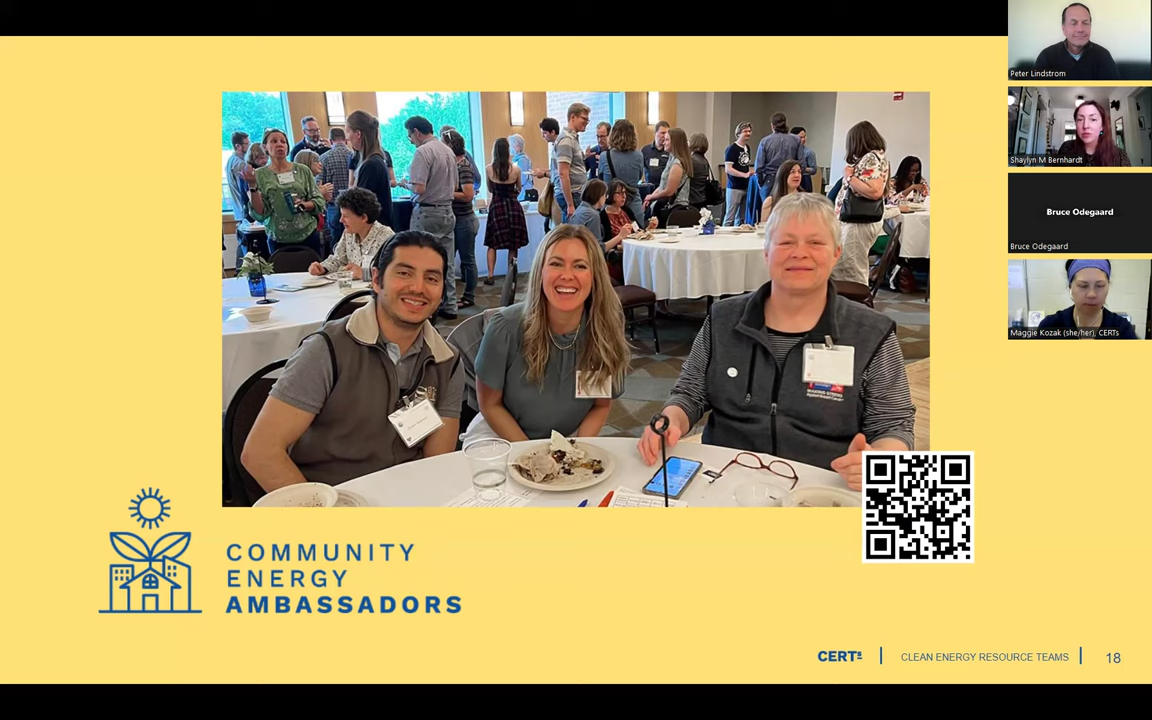 Peter Lindstrom
Shaylyn M Bernhardt
Bruce Odegaard
Bruce Odegaard
Maggie Kozak (she/her), CERTs
COMMUNITY
ENERGY
AMBASSADORS
CERTs
CLEAN ENERGY RESOURCE TEAMS
18